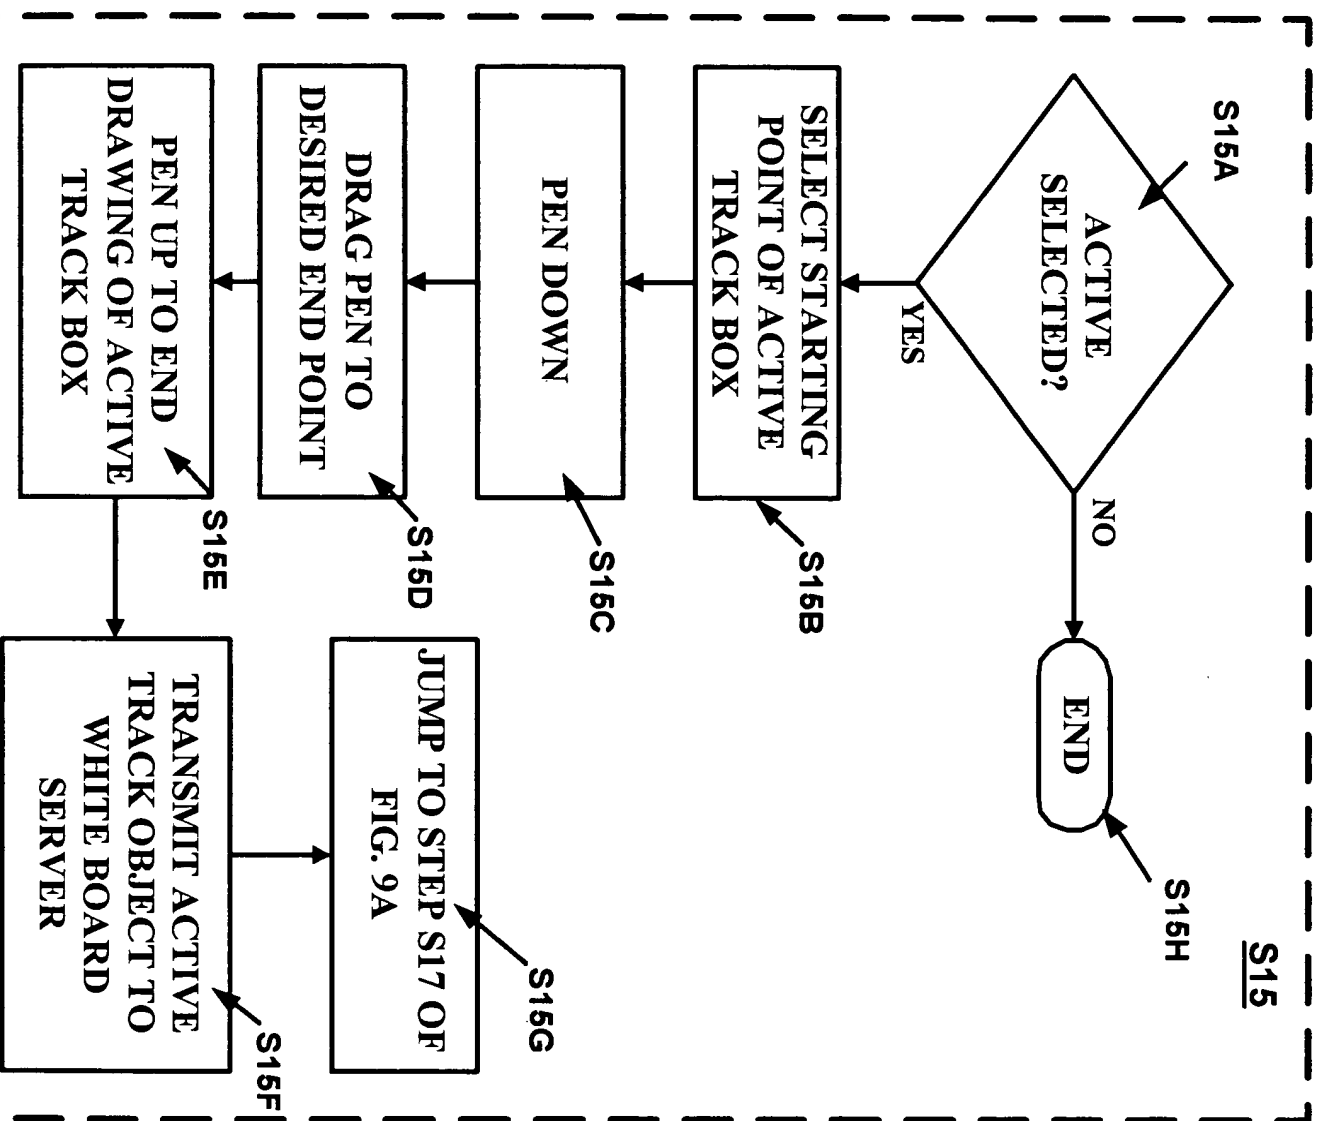 S15
S15A
ACTIVE
SELECTED?
NO
END
S15H
YES
SELECT STARTING
POINT OF ACTIVE
TRACK BOX
S15B
PEN DOWN
S15C
DRAG PEN TO
DESIRED END POINT
S15D
PEN UP TO END
DRAWING OF ACTIVE
TRACK BOX
S15E
TRANSMIT ACTIVE
TRACK OBJECT TO
WHITE BOARD
SERVER
S15F
JUMP TO STEP S17 OF
FIG. 9A
S15G